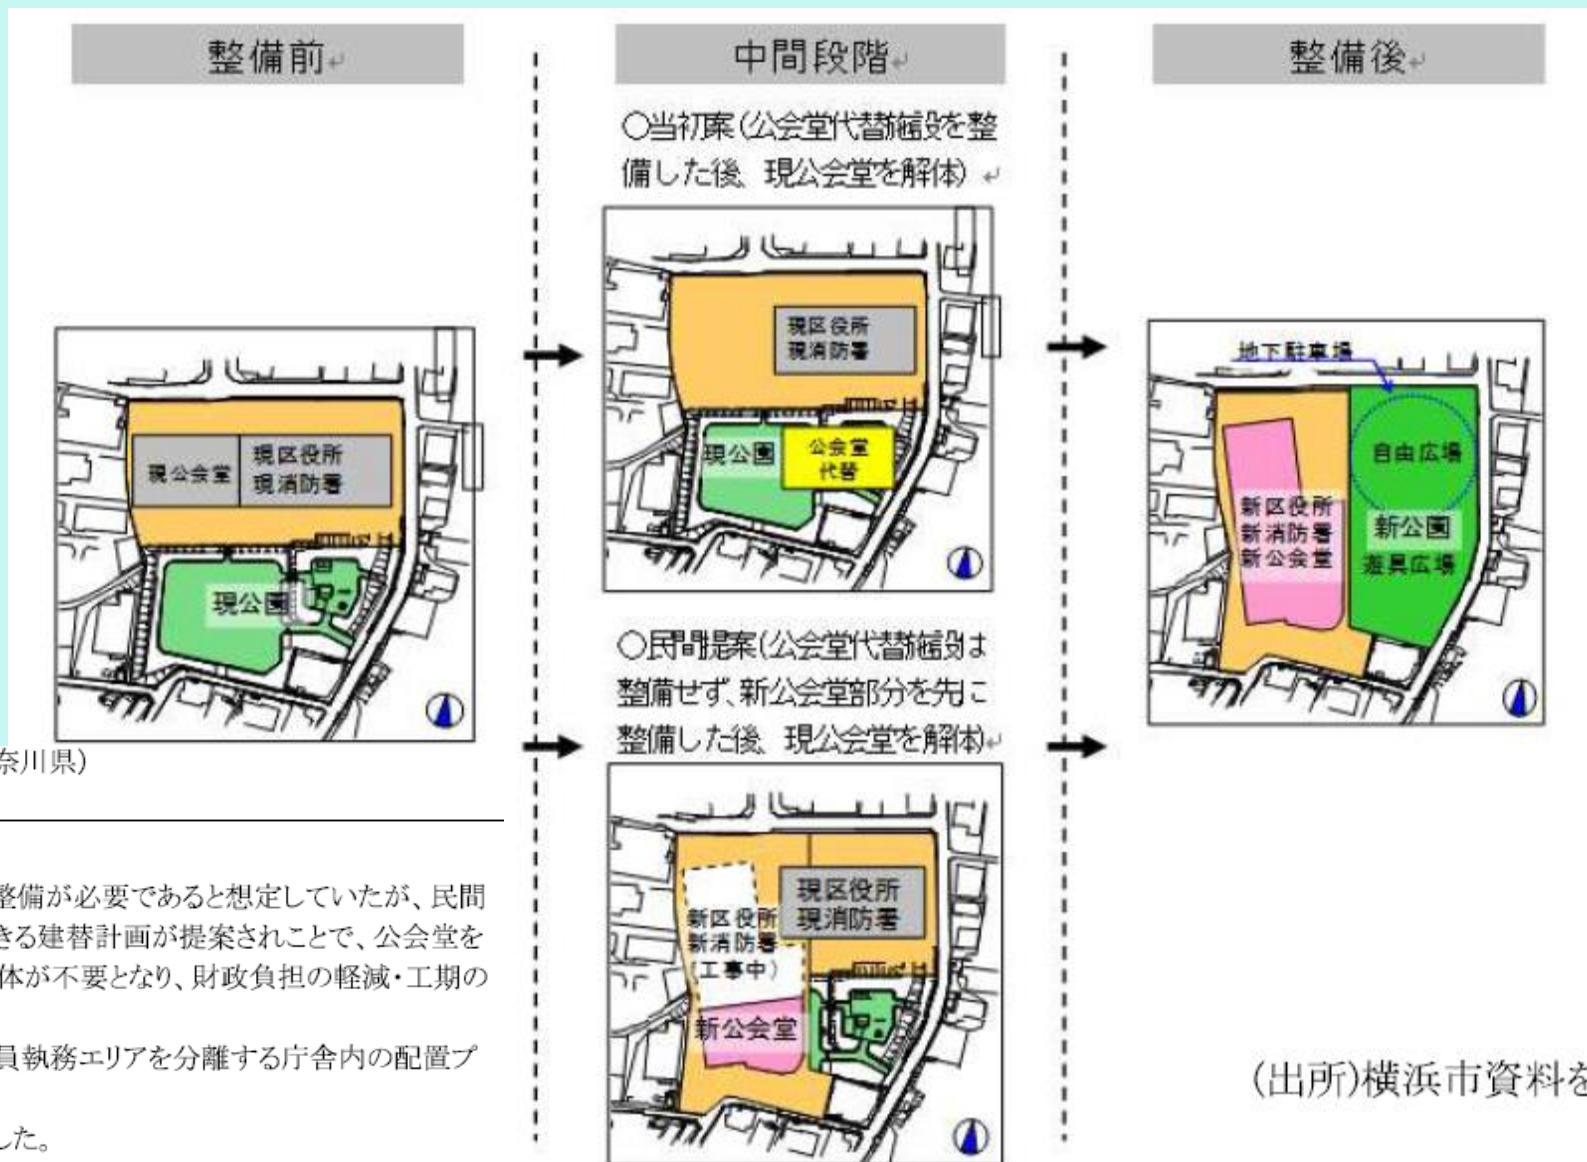 整備前
現公会堂
現区役所
現消防署
現公園
中間段階
○当初案(公会堂代替施設を整
備した後、現公会堂を解体)
現区役所
現消防署
現公園
公会堂
代替
○民間提案(公会堂代替施設は
整備せず、新公会堂部分を先に
整備した後、現公会堂を解体)
現区役所
現消防署
新区役所
新消防署
(工事中)
新公会堂
整備後
地下駐車場
自由広場
新公園
遊具広場
新区役所
新消防署
新公会堂
奈川県)
整備が必要であると想定していたが、民間
きる建替計画が提案されことで、公会堂を
体が不要となり、財政負担の軽減・工期の
員執務エリアを分離する庁舎内の配置プ
した。
(出所)横浜市資料を